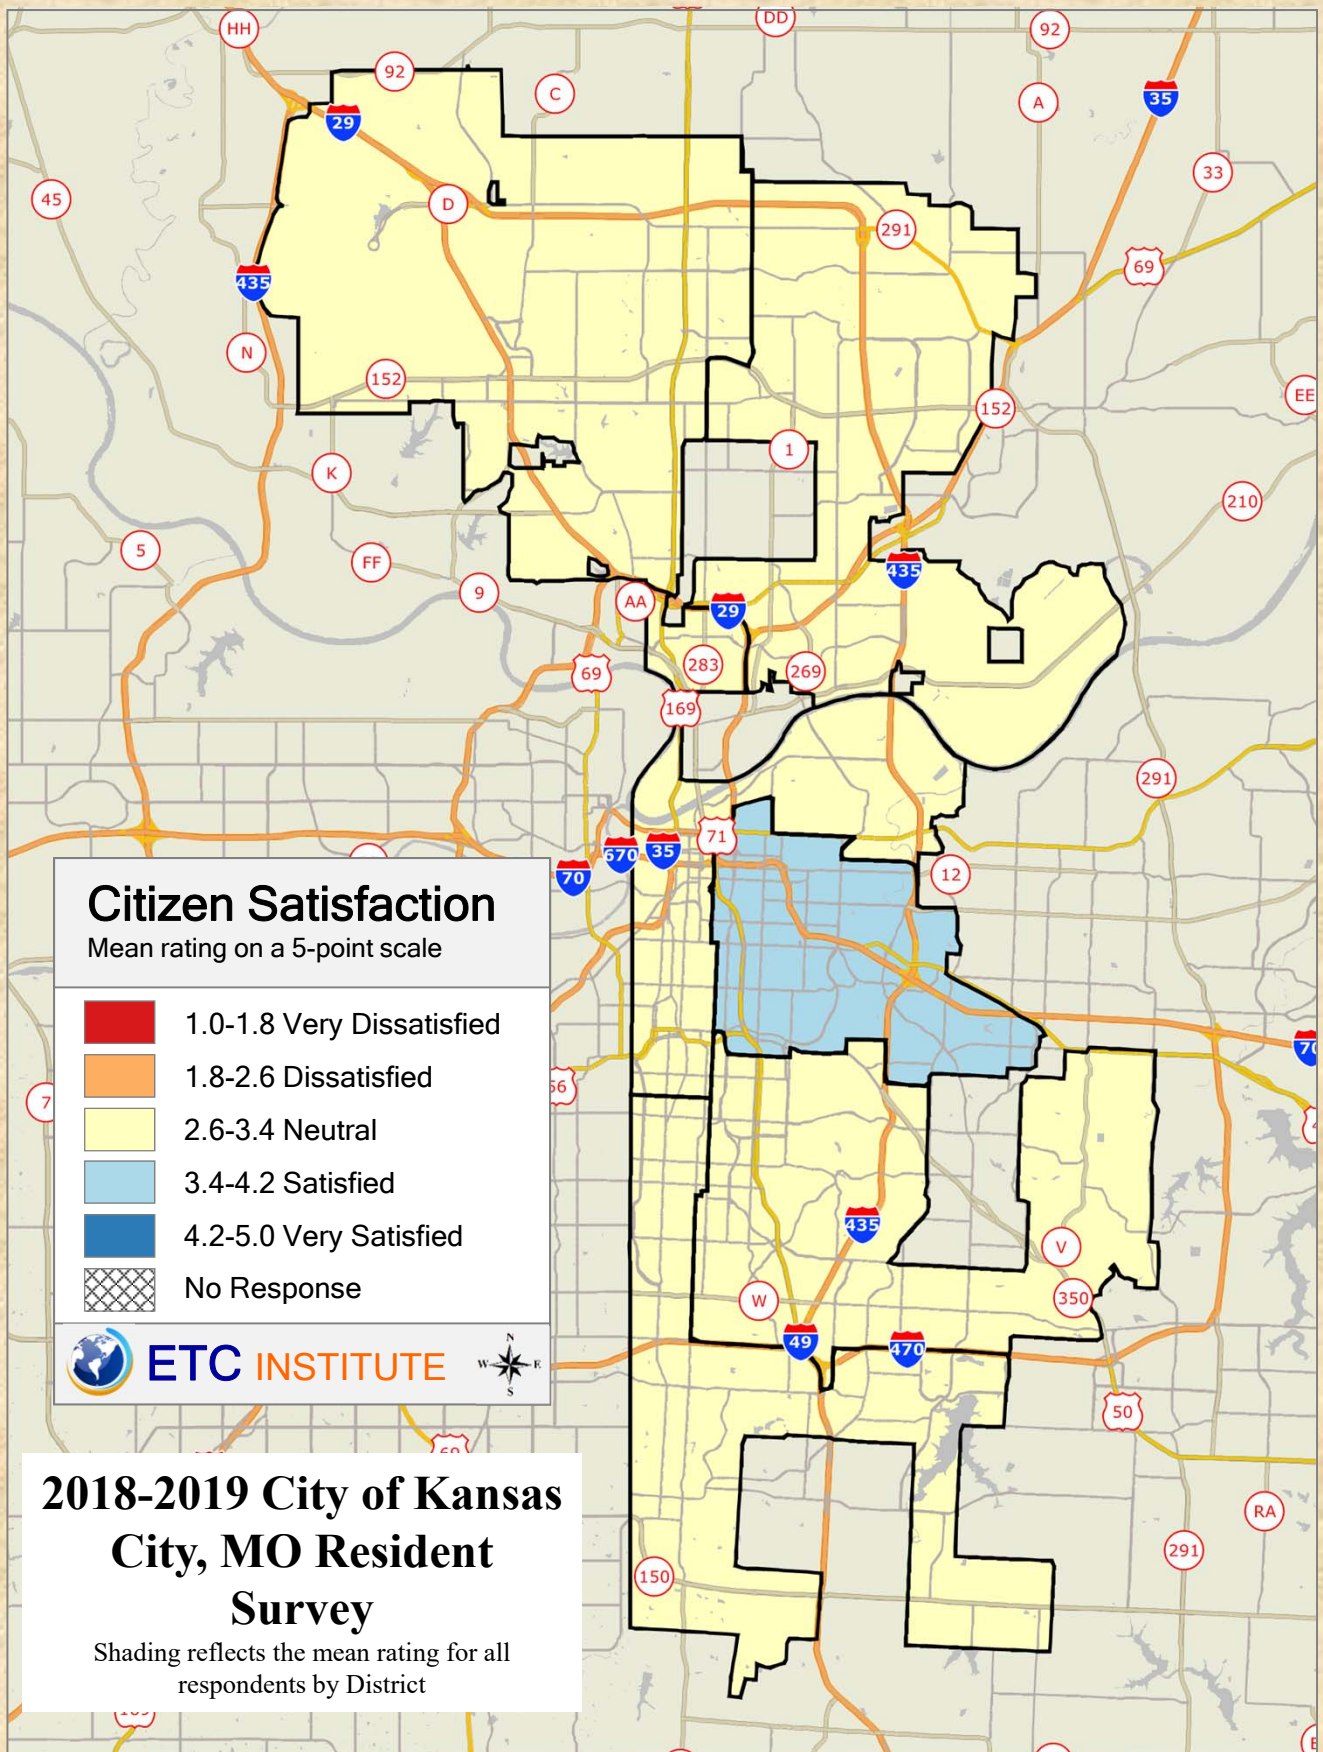 HH
DD
92
92
C
A
35
29
33
45
D
291
69
435
N
152
EE
152
1
K
210
5
FF
9
435
AA
29
283
269
69
169
291
71
670
35
70
12
Citizen Satisfaction
Mean rating on a 5-point scale
1.0-1.8 Very Dissatisfied
1.8-2.6 Dissatisfied
2.6-3.4 Neutral
3.4-4.2 Satisfied
4.2-5.0 Very Satisfied
No Response
ETC INSTITUTE
N
W
E
S
70
7
435
V
350
W
49
470
50
2018-2019 City of Kansas
City, MO Resident
Survey
Shading reflects the mean rating for all
respondents by District
RA
291
150